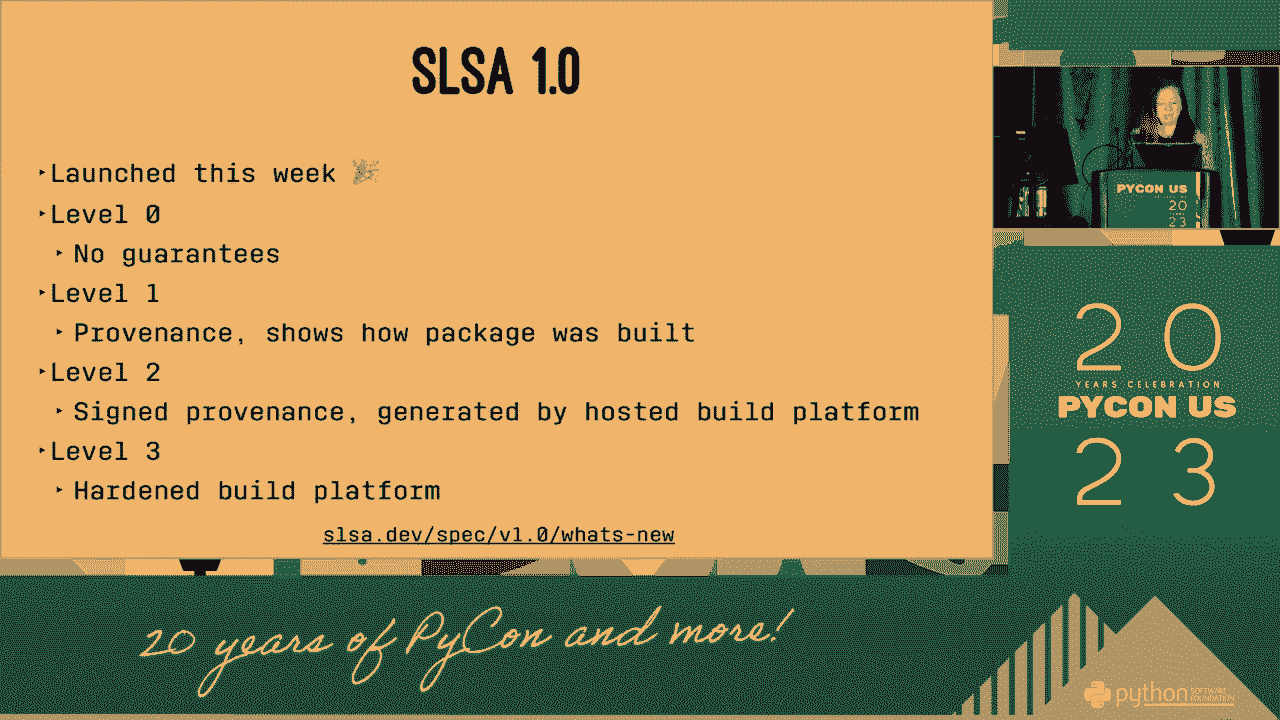 SLSA 1.0
‣Launched this week 🎉
‣Level 0
‣ No guarantees
‣Level 1
‣ Provenance, shows how package was built
‣Level 2
‣ Signed provenance, generated by hosted build platform
‣Level 3
‣ Hardened build platform
slsa.dev/spec/v1.0/whats-new
PYCON US
20
23
20
YEARS CELEBRATION
PYCON US
23
20 years of PyCon and more!
python
SOFTWARE
FOUNDATION